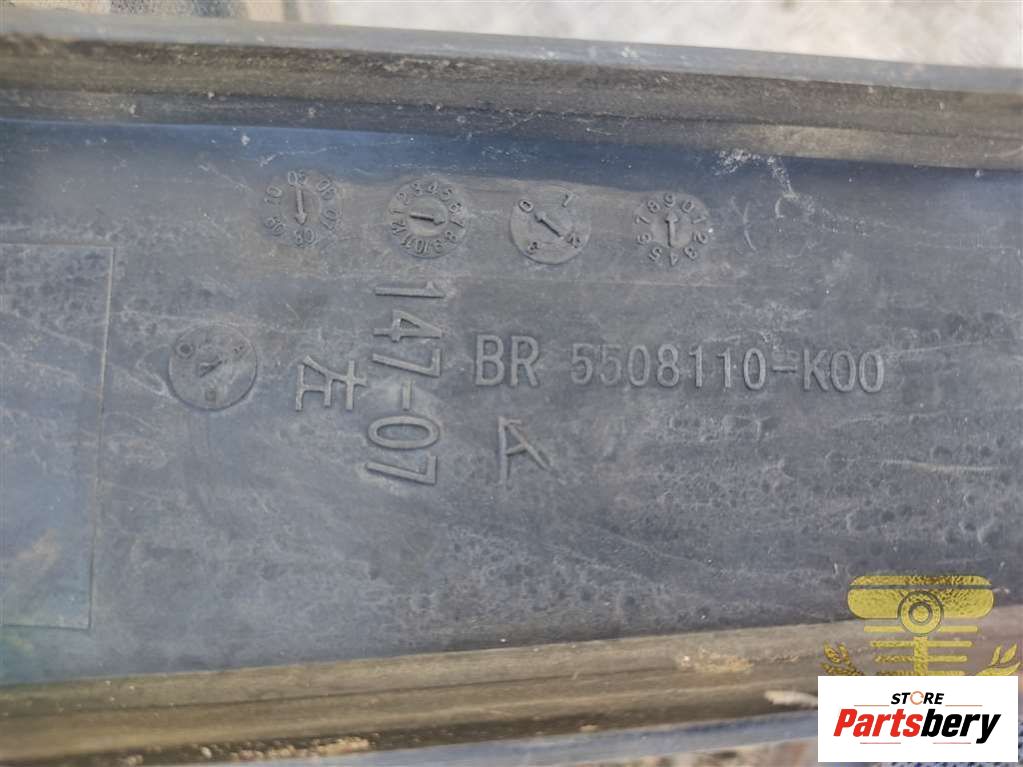 BR 5508110-K00
A
147-07
左
STORE
Partsbery